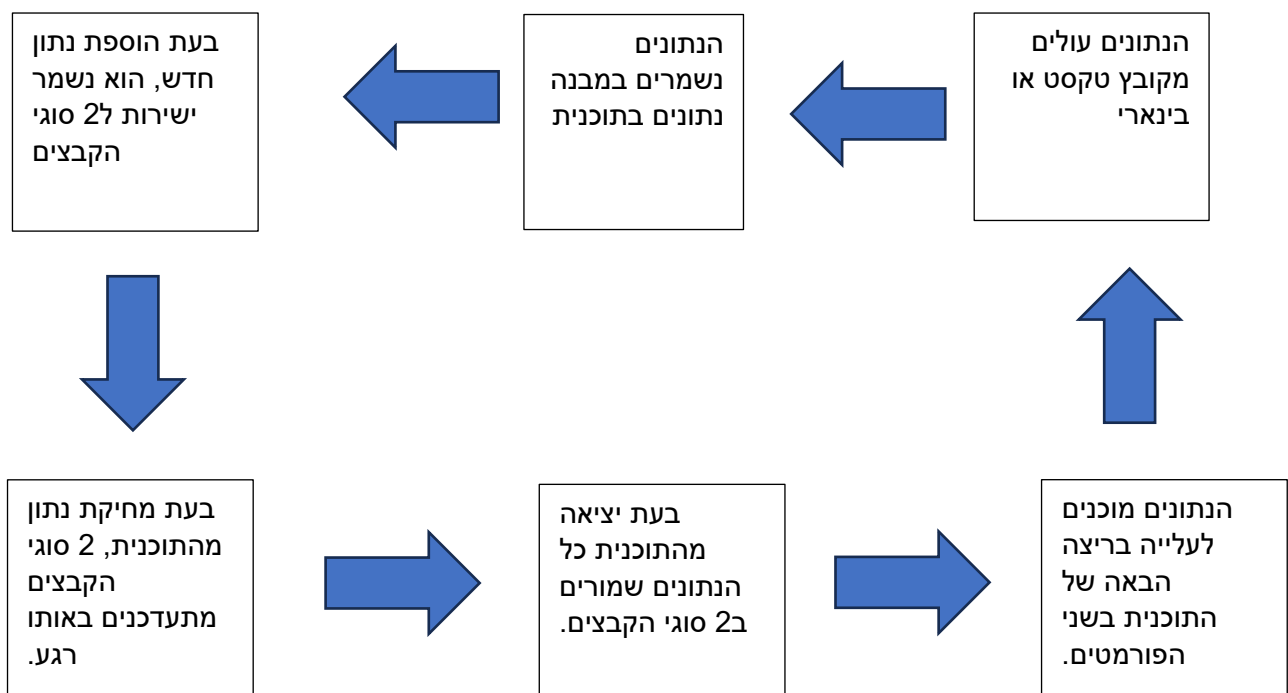 הנתונים עולים
מקובץ טקסט או
בינארי
הנתונים
נשמרים במבנה
נתונים בתוכנית
בעת הוספת נתון
חדש, הוא נשמר
ישירות ל2 סוגי
הקבצים
בעת מחיקת נתון
מהתוכנית, 2 סוגי
הקבצים
מתעדכנים באותו
רגע.
בעת יציאה
מהתוכנית כל
הנתונים שמורים
ב2 סוגי הקבצים.
הנתונים מוכנים
לעלייה בריצה
הבאה של
התוכנית בשני
הפורמטים.